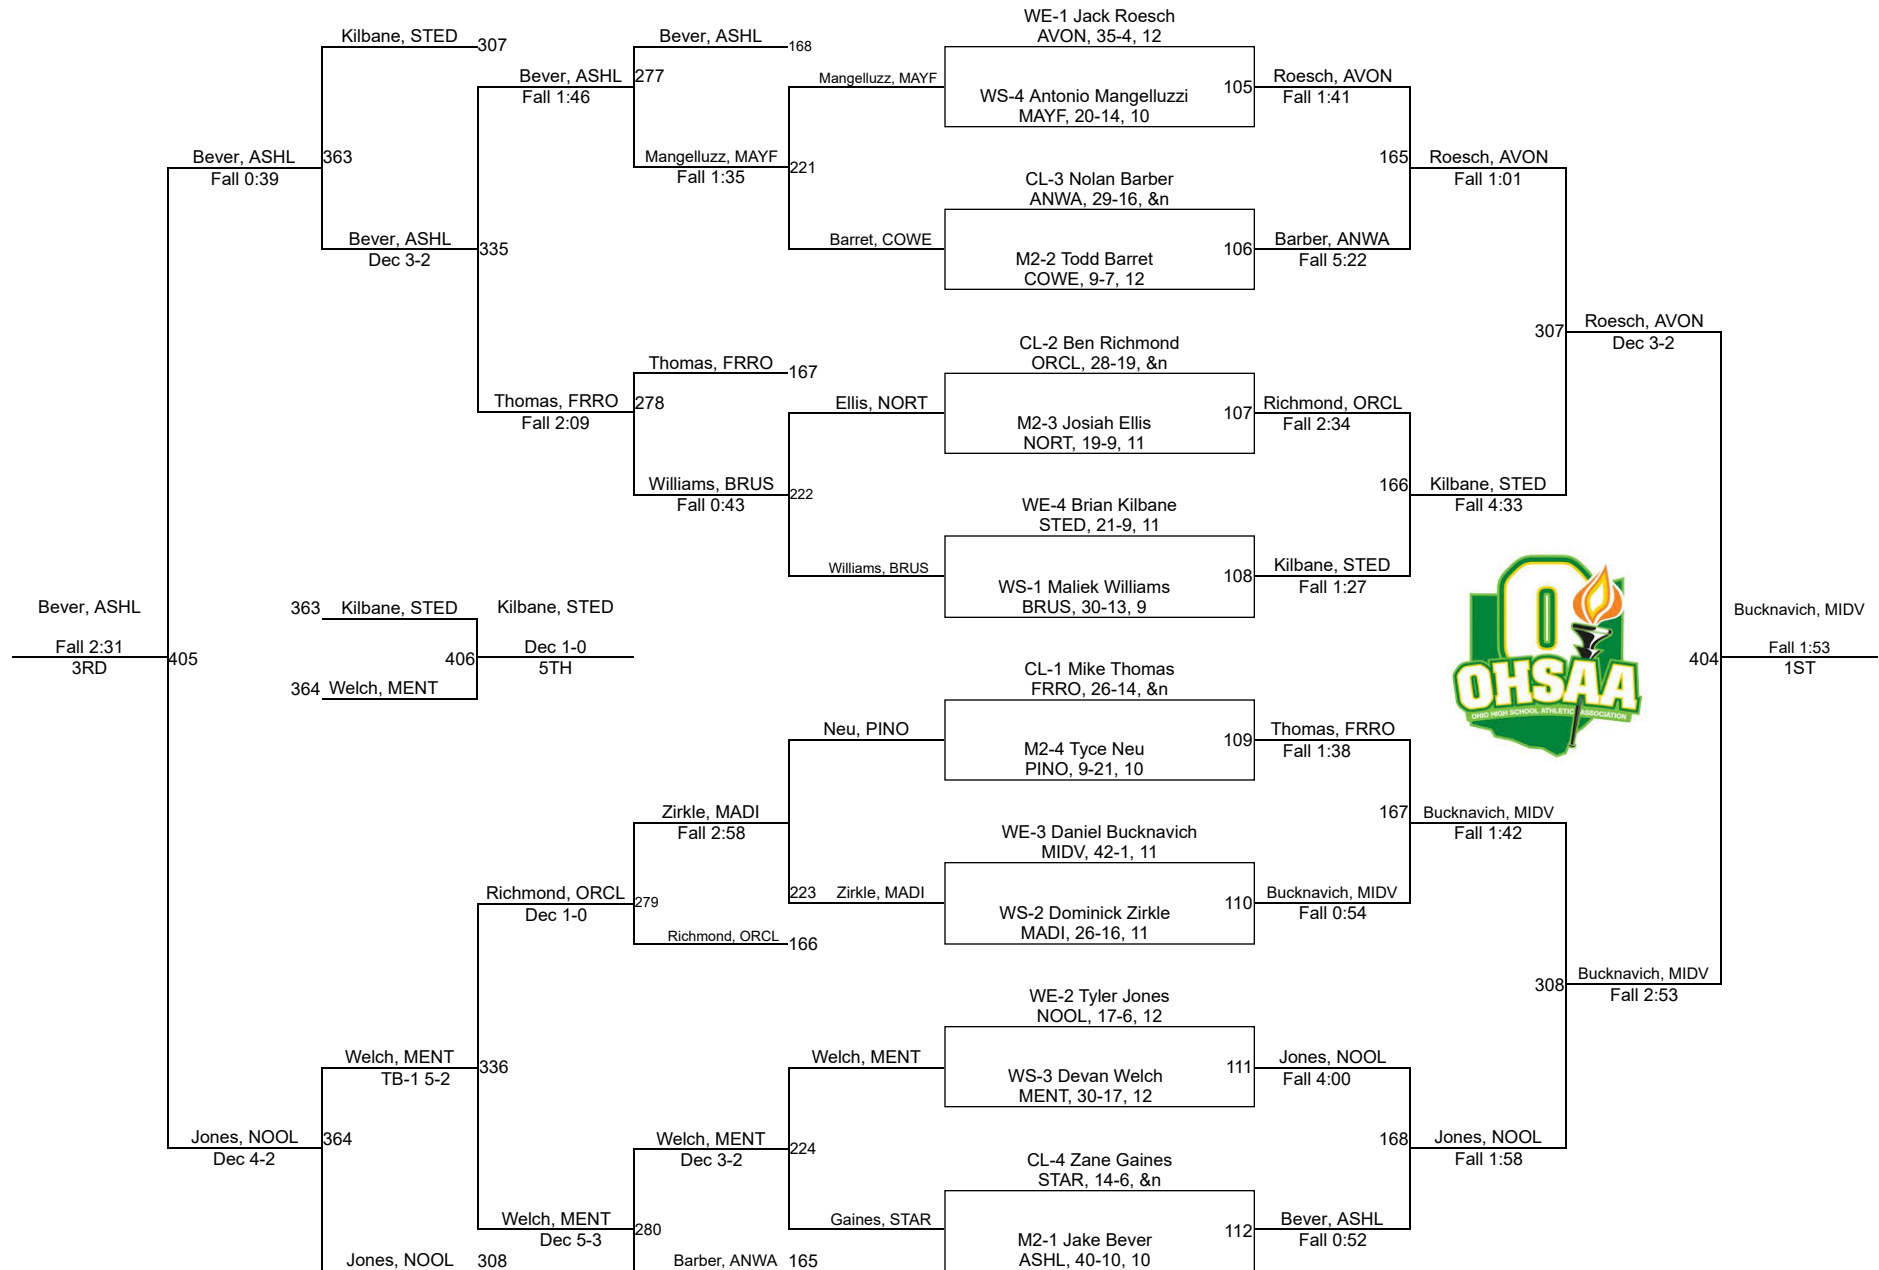 WE-1 Jack Roesch
Kilbane, STED
307
Bever, ASHL
168
AVON, 35-4, 12
Bever, ASHL
277
Mangelluzz, MAYF
105
Roesch, AVON
Fall 1:46
WS-4 Antonio Mangelluzzi
Fall 1:41
MAYF, 20-14, 10
Bever, ASHL
363
Mangelluzz, MAYF
221
165
Roesch, AVON
Fall 0:39
Fall 1:35
CL-3 Nolan Barber
Fall 1:01
ANWA, 29-16, &n
Bever, ASHL
335
Barret, COWE
106
Barber, ANWA
Dec 3-2
M2-2 Todd Barret
Fall 5:22
COWE, 9-7, 12
307
Roesch, AVON
CL-2 Ben Richmond
Dec 3-2
Thomas, FRRO
167
ORCL, 28-19, &n
Thomas, FRRO
278
Ellis, NORT
107
Richmond, ORCL
Fall 2:09
M2-3 Josiah Ellis
Fall 2:34
NORT, 19-9, 11
Williams, BRUS
222
166
Kilbane, STED
Fall 0:43
WE-4 Brian Kilbane
Fall 4:33
STED, 21-9, 11
Williams, BRUS
108
Kilbane, STED
WS-1 Maliek Williams
Fall 1:27
Bever, ASHL
363
Kilbane, STED
Kilbane, STED
BRUS, 30-13, 9
Bucknavich, MIDV
Fall 2:31
405
406
Dec 1-0
404
Fall 1:53
3RD
5TH
1ST
CL-1 Mike Thomas
364
Welch, MENT
FRRO, 26-14, &n
O
OHSAA
OHIO HIGH SCHOOL ATHLETIC ASSOCIATION
Neu, PINO
109
Thomas, FRRO
M2-4 Tyce Neu
Fall 1:38
PINO, 9-21, 10
Zirkle, MADI
167
Bucknavich, MIDV
Fall 2:58
WE-3 Daniel Bucknavich
Fall 1:42
MIDV, 42-1, 11
Richmond, ORCL
279
223
Zirkle, MADI
110
Bucknavich, MIDV
Dec 1-0
WS-2 Dominick Zirkle
Fall 0:54
Richmond, ORCL
166
MADI, 26-16, 11
308
Bucknavich, MIDV
WE-2 Tyler Jones
Fall 2:53
NOOL, 17-6, 12
Welch, MENT
336
Welch, MENT
111
Jones, NOOL
TB-1 5-2
WS-3 Devan Welch
Fall 4:00
MENT, 30-17, 12
Jones, NOOL
364
Welch, MENT
224
168
Jones, NOOL
Dec 4-2
Dec 3-2
CL-4 Zane Gaines
Fall 1:58
STAR, 14-6, &n
Welch, MENT
280
Gaines, STAR
112
Bever, ASHL
Dec 5-3
M2-1 Jake Bever
Fall 0:52
Jones, NOOL
308
Barber, ANWA
165
ASHL, 40-10, 10